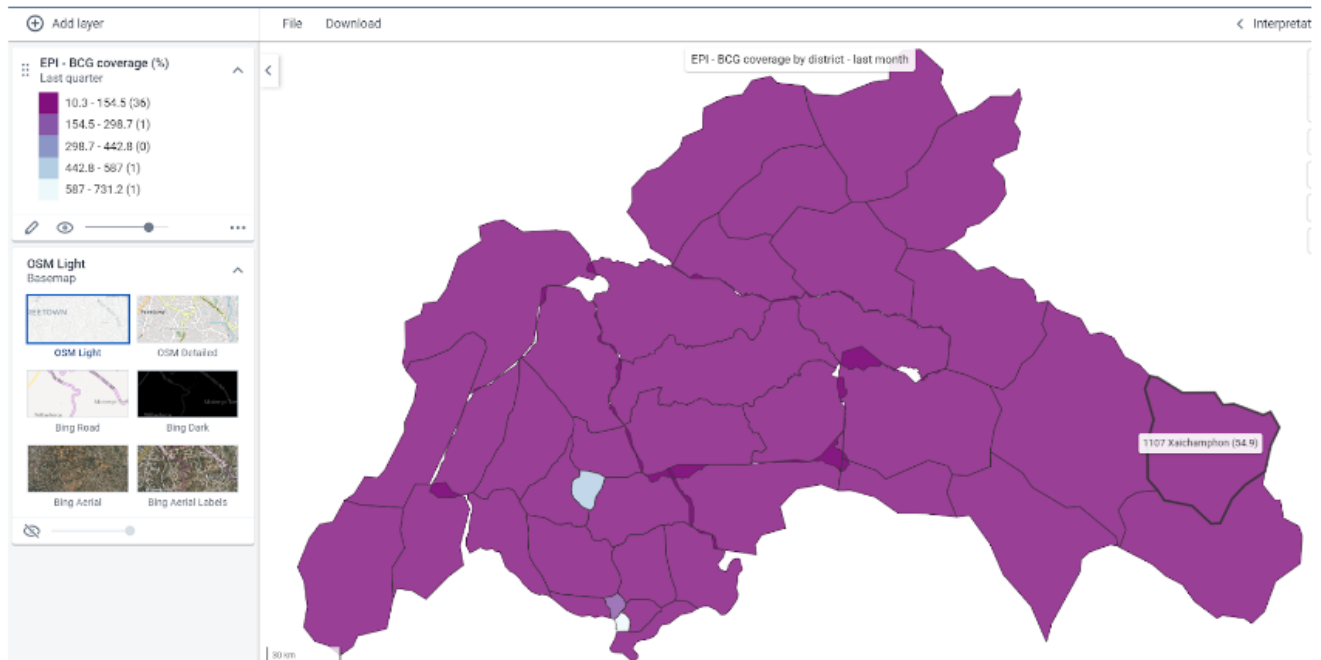 Add layer
File
Download
Interpretat
EPI - BCG coverage (%)
Last quarter
10.3 - 154.5 (36)
154.5 - 298.7 (1)
298.7 - 442.8 (0)
442.8 - 587 (1)
587 - 731.2 (1)
EPI - BCG coverage by district - last month
OSM Light
Basemap
OSM Light
OSM Detailed
Bing Road
Bing Dark
Bing Aerial
Bing Aerial Labels
1107 Xaichamphon (54.9)
30 km